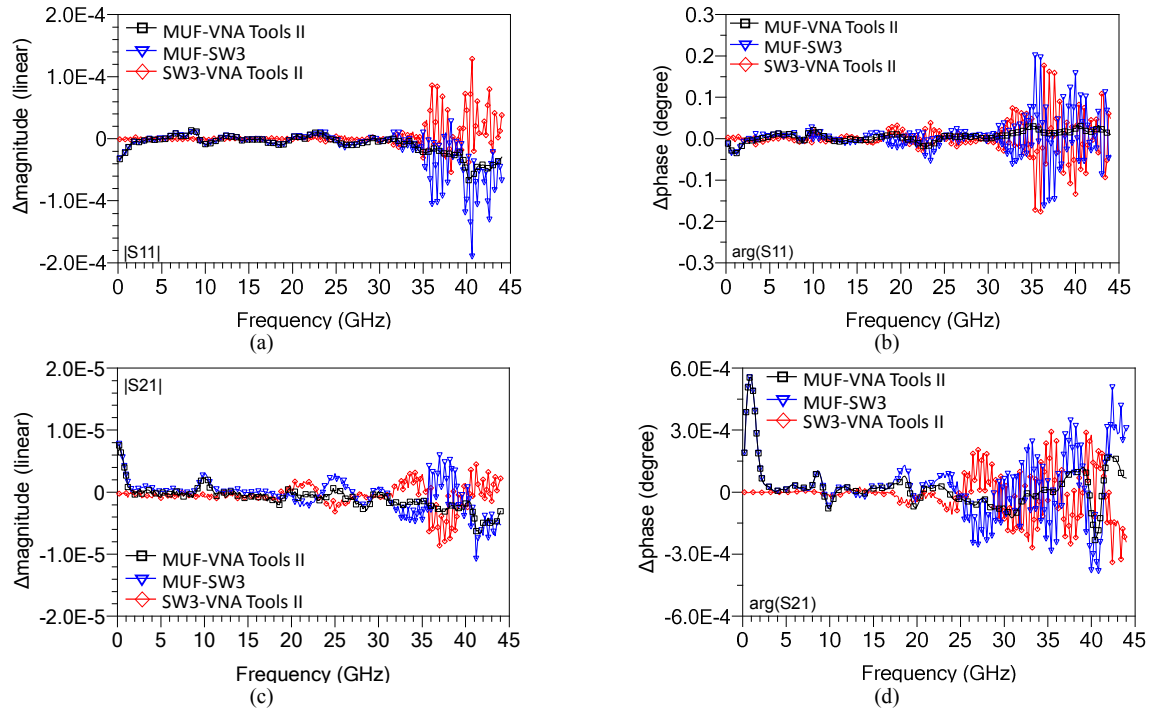 2.0E-4
1.0E-4
0
-1.0E-4
-2.0E-4
Δmagnitude (linear)
MUF-VNA Tools II
MUF-SW3
SW3-VNA Tools II
|S11|
0 5 10 15 20 25 30 35 40 45
Frequency (GHz)
(a)
0.3
0.2
0.1
0.0
-0.1
-0.2
-0.3
Δphase (degree)
MUF-VNA Tools II
MUF-SW3
SW3-VNA Tools II
arg(S11)
0 5 10 15 20 25 30 35 40 45
Frequency (GHz)
(b)
2.0E-5
1.0E-5
0
-1.0E-5
-2.0E-5
Δmagnitude (linear)
|S21|
MUF-VNA Tools II
MUF-SW3
SW3-VNA Tools II
0 5 10 15 20 25 30 35 40 45
Frequency (GHz)
(c)
6.0E-4
3.0E-4
0
-3.0E-4
-6.0E-4
Δphase (degree)
MUF-VNA Tools II
MUF-SW3
SW3-VNA Tools II
arg(S21)
0 5 10 15 20 25 30 35 40 45
Frequency (GHz)
(d)